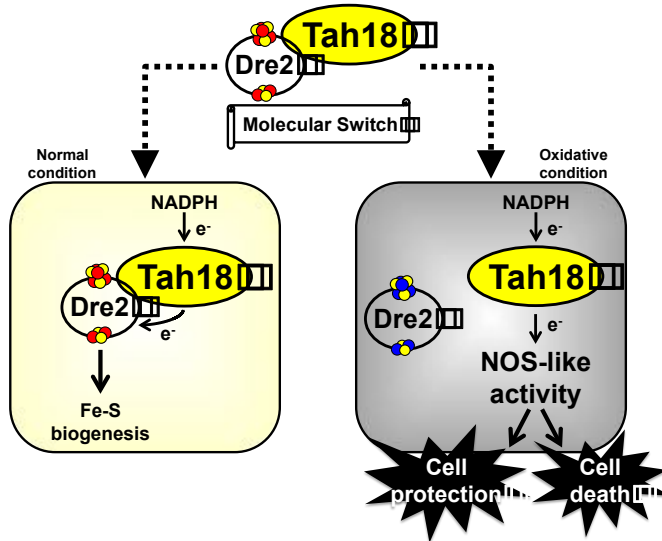 Tah18
Dre2
Molecular Switch
Normal
condition
Oxidative
condition
NADPH
e-
Tah18
Dre2
e-
Fe-S
biogenesis
NADPH
e-
Tah18
Dre2
e-
NOS-like
activity
Cell
protection
Cell
death